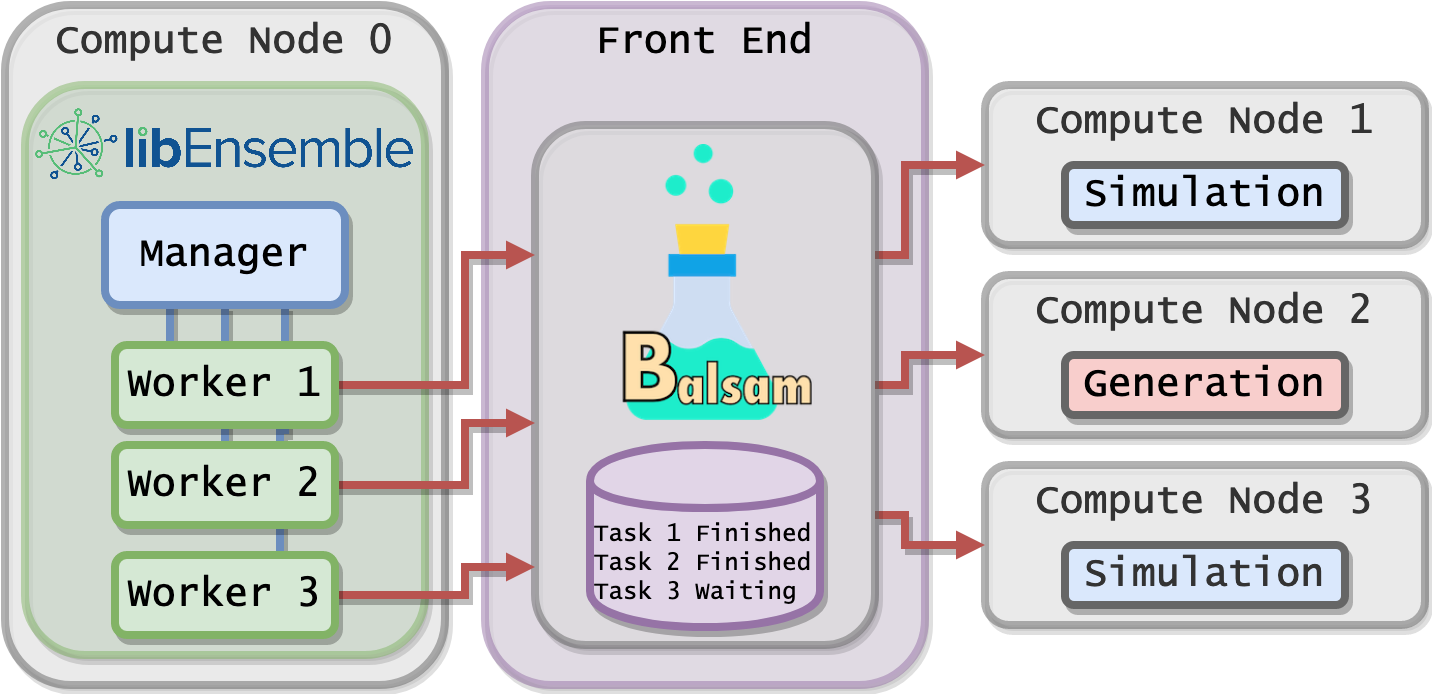 Compute Node 0
libEnsemble
Manager
Worker 1
Worker 2
Worker 3
Front End
Balsam
Task 1 Finished
Task 2 Finished
Task 3 Waiting
Compute Node 1
Simulation
Compute Node 2
Generation
Compute Node 3
Simulation